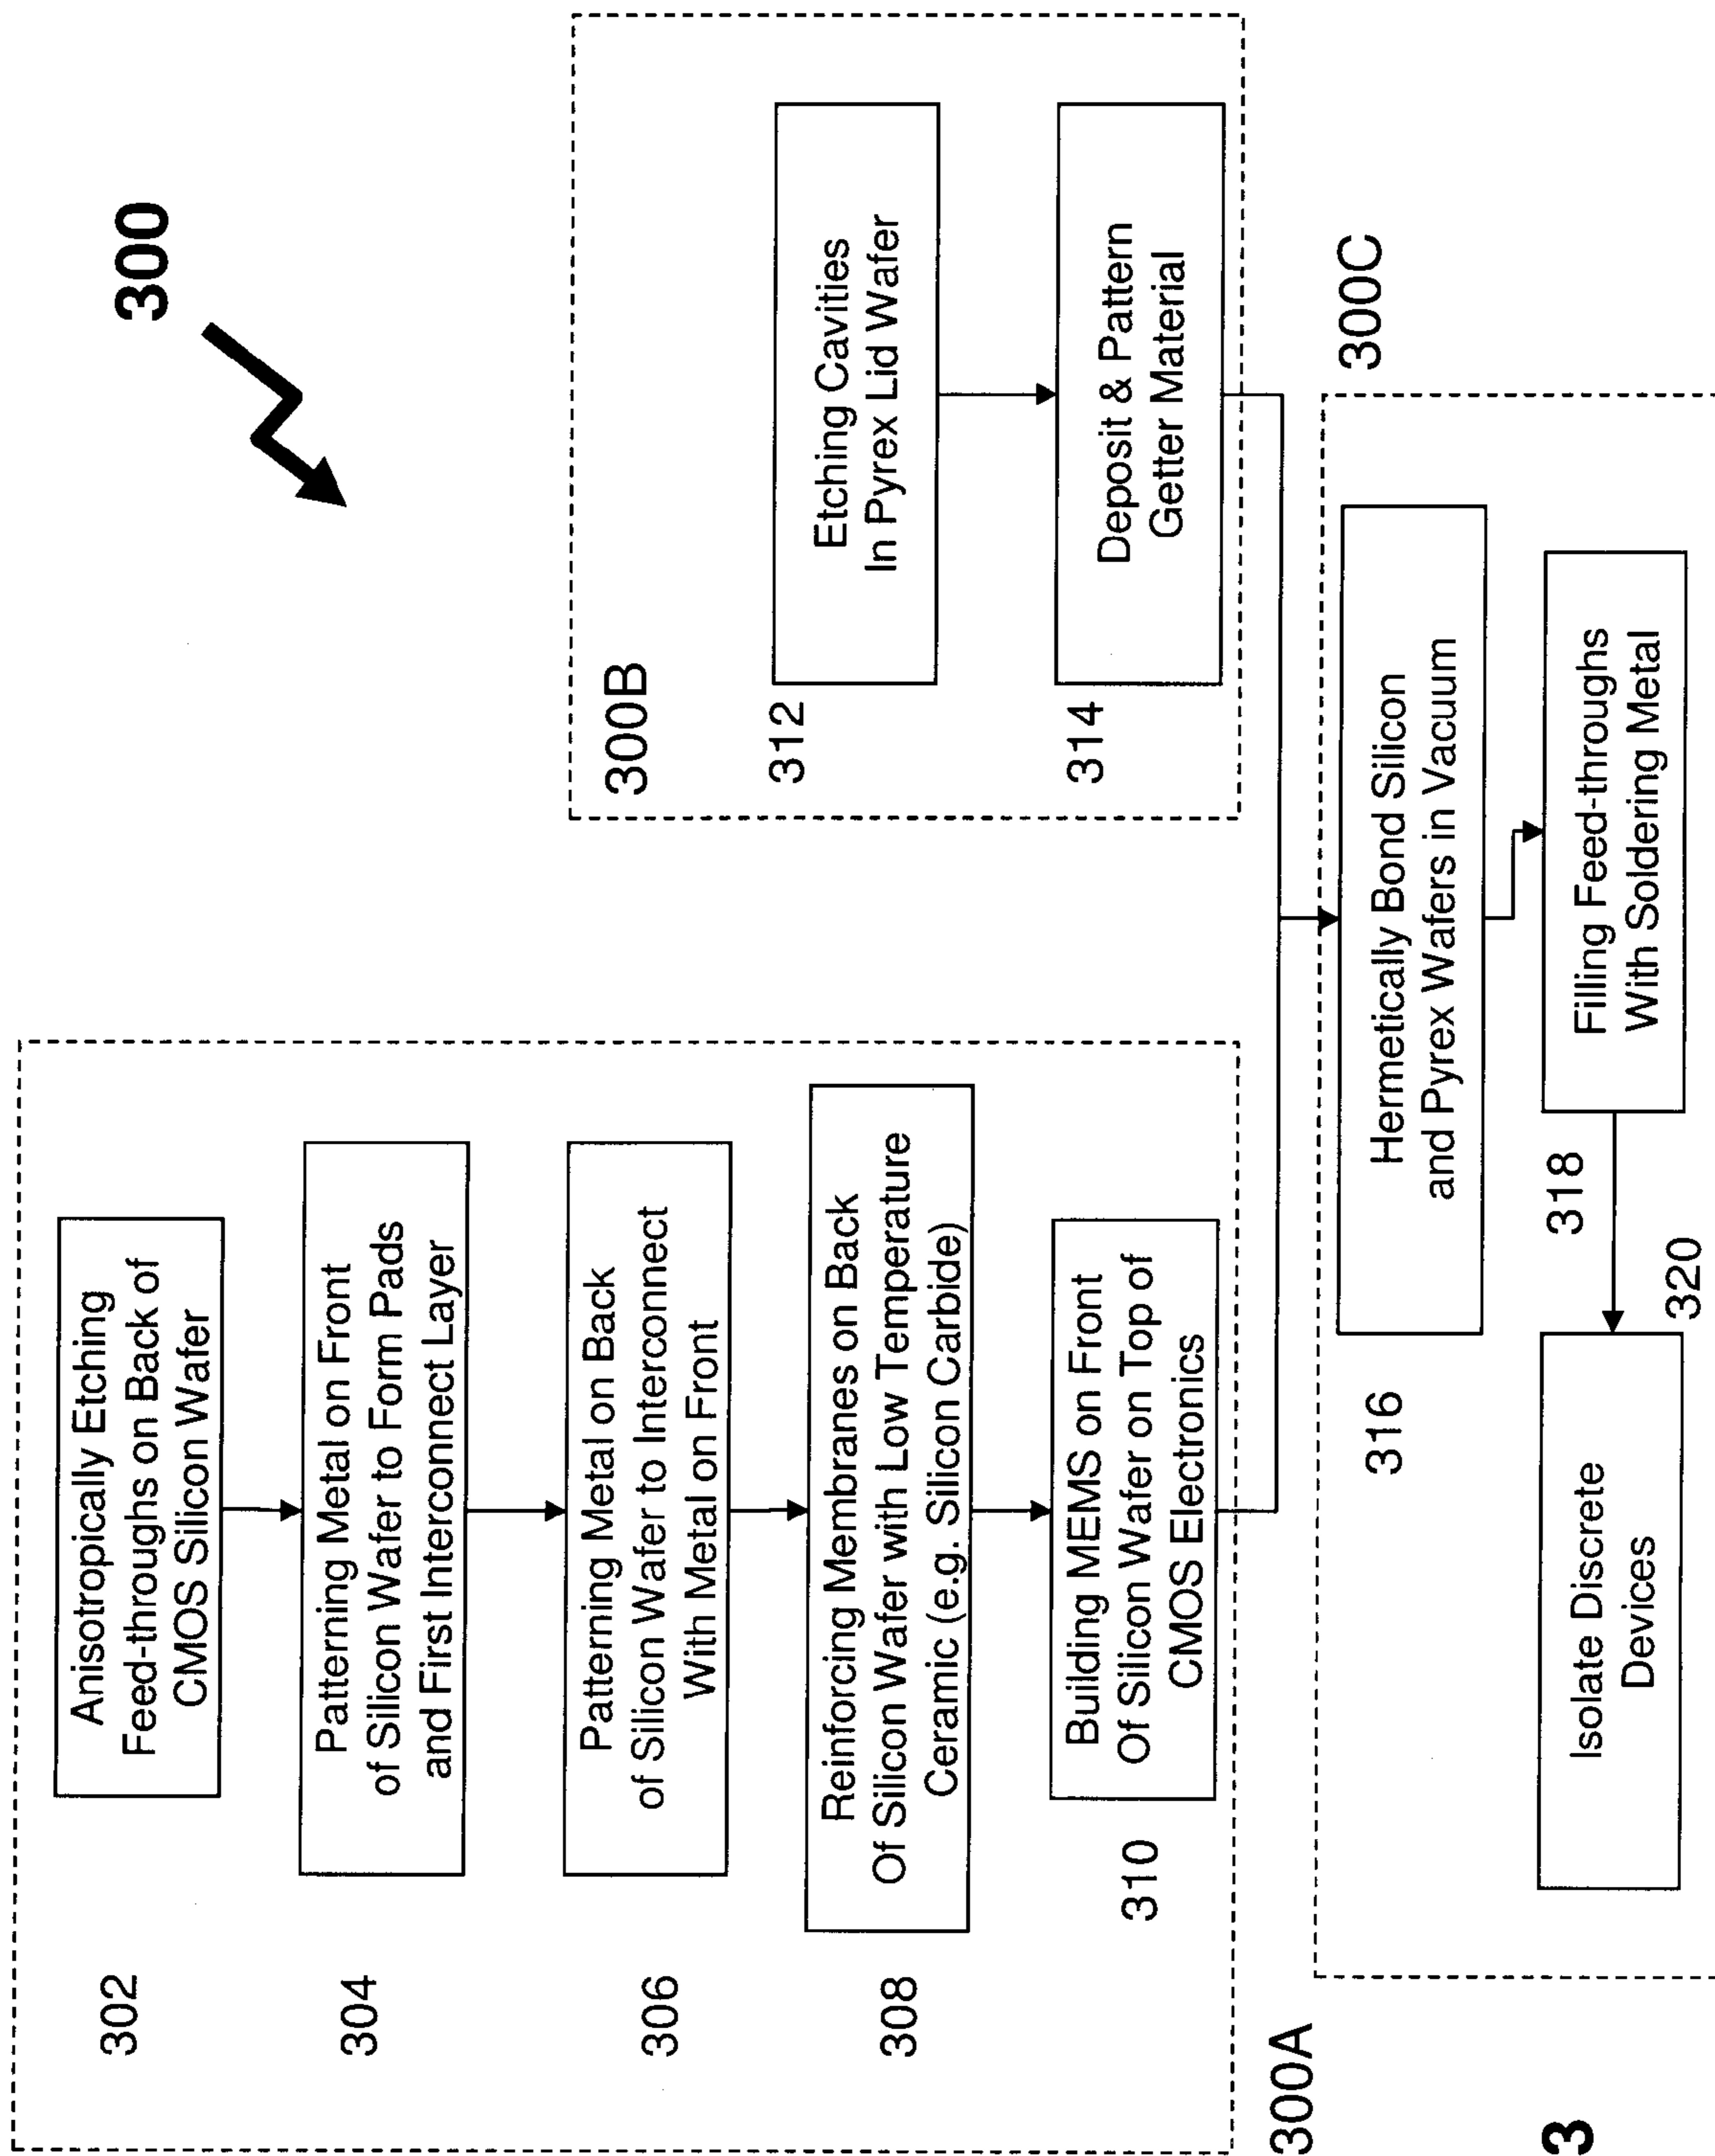 300
302
Anisotropically Etching
Feed-throughs on Back of
CMOS Silicon Wafer
304
Patterning Metal on Front
of Silicon Wafer to Form Pads
and First Interconnect Layer
306
Patterning Metal on Back
of Silicon Wafer to Interconnect
With Metal on Front
308
Reinforcing Membranes on Back
Of Silicon Wafer with Low Temperature
Ceramic (e.g. Silicon Carbide)
310
Building MEMS on Front
Of Silicon Wafer on Top of
CMOS Electronics
300A
300B
312
Etching Cavities
In Pyrex Lid Wafer
314
Deposit & Pattern
Getter Material
300C
316
Hermetically Bond Silicon
and Pyrex Wafers in Vacuum
318
Filling Feed-throughs
With Soldering Metal
320
Isolate Discrete
Devices
3